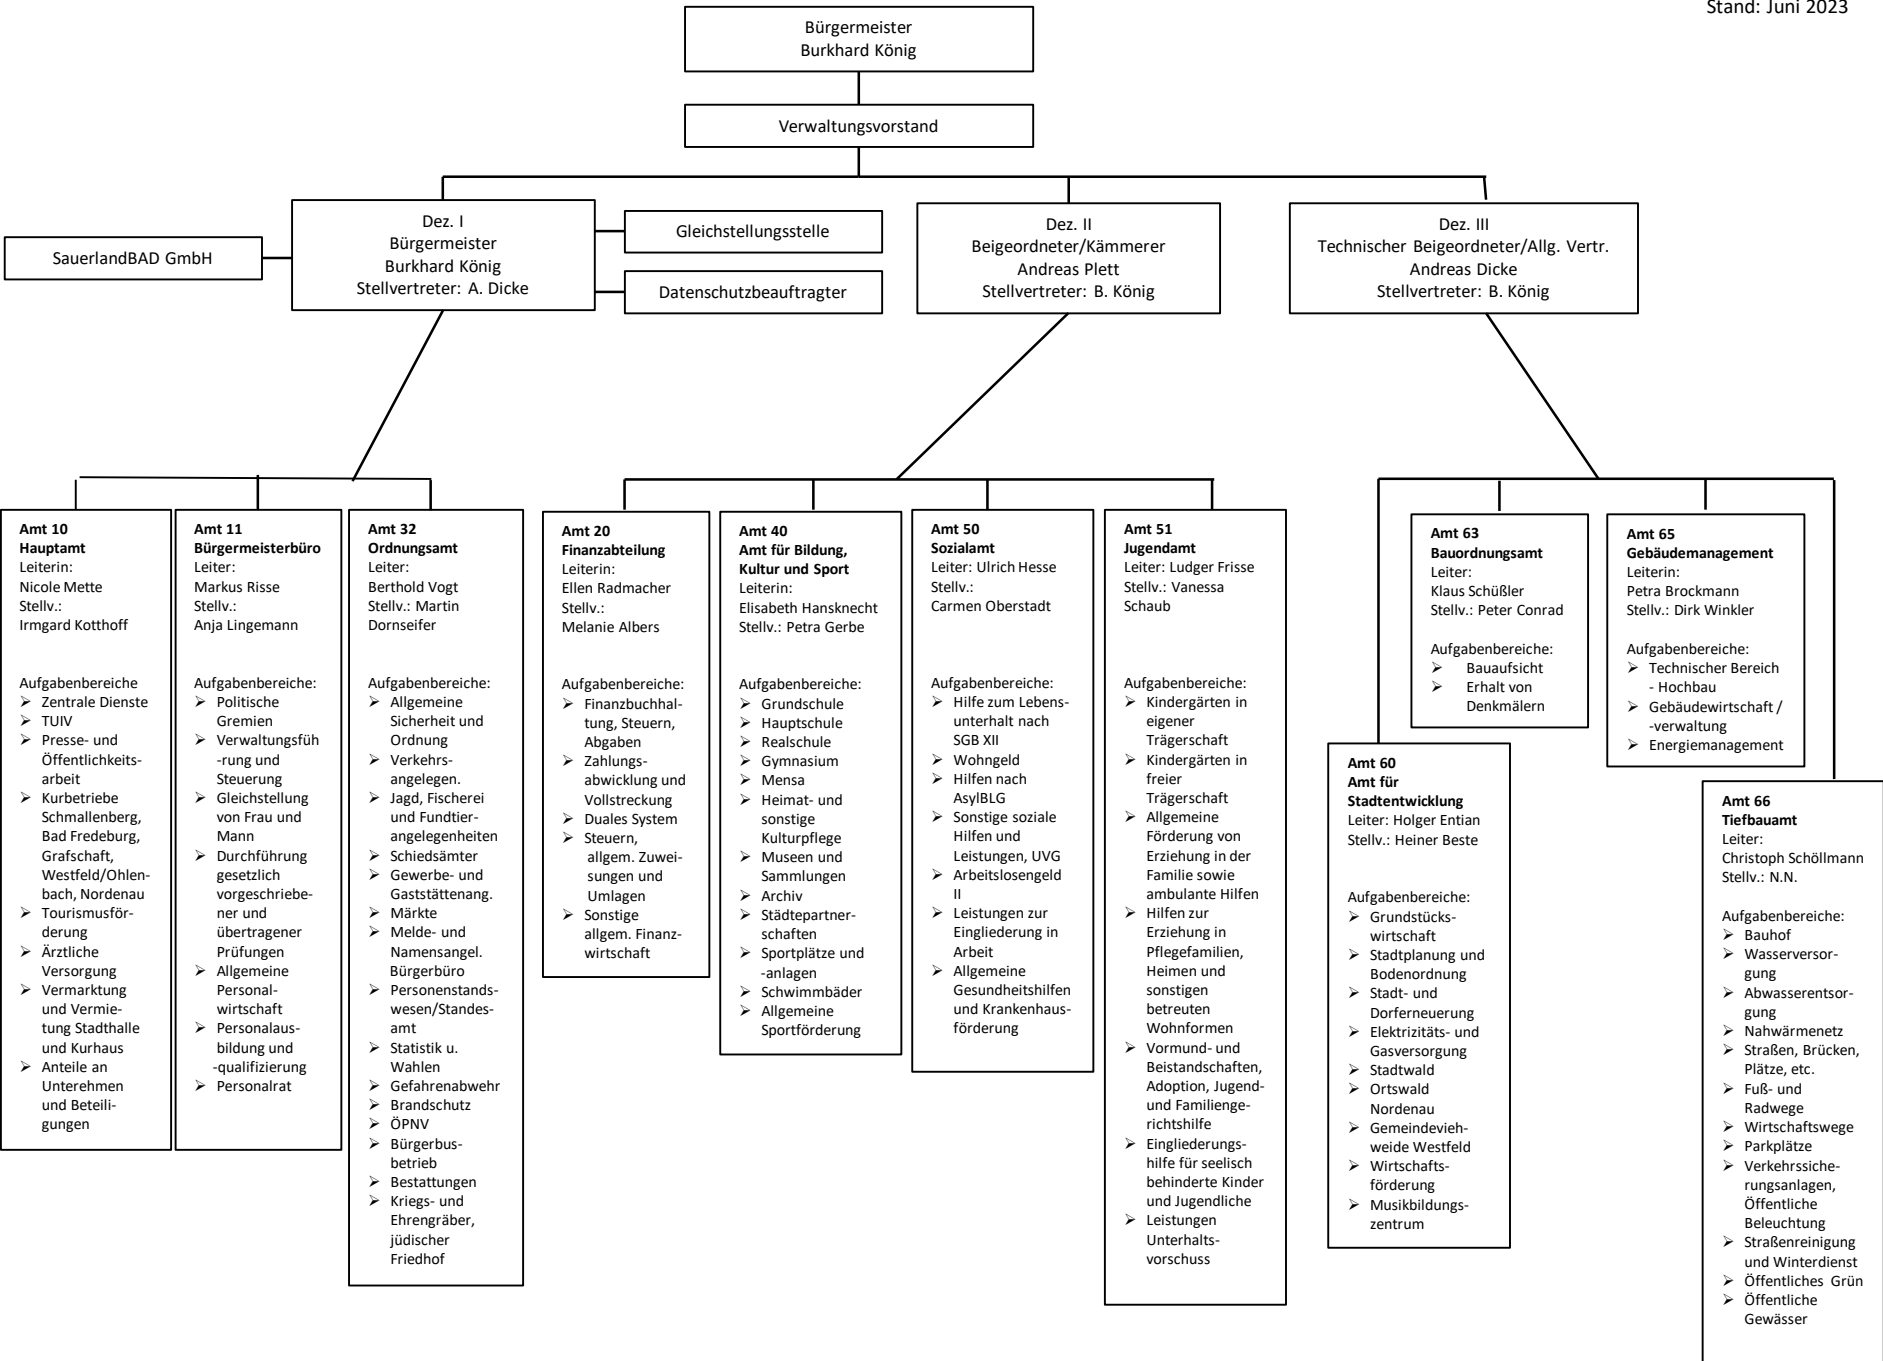 Stand: Juni 2023
Bürgermeister
Burkhard König
Verwaltungsvorstand
SauerlandBAD GmbH
Dez. I
Bürgermeister
Burkhard König
Stellvertreter: A. Dicke
Gleichstellungsstelle
Datenschutzbeauftragter
Dez. II
Beigeordneter/Kämmerer
Andreas Plett
Stellvertreter: B. König
Dez. III
Technischer Beigeordneter/Allg. Vertr.
Andreas Dicke
Stellvertreter: B. König
Amt 10
Hauptamt
Leiterin:
Nicole Mette
Stellv.:
Irmgard Kotthoff
Aufgabenbereiche
➢ Zentrale Dienste
➢ TUIV
➢ Presse- und
Öffentlichkeits-
arbeit
➢ Kurbetriebe
Schmallenberg,
Bad Fredeburg,
Grafschaft,
Westfeld/Ohlen-
bach, Nordenau
➢ Tourismusför-
derung
➢ Ärztliche
Versorgung
➢ Vermarktung
und Vermie-
tung Stadthalle
und Kurhaus
➢ Anteile an
Unterehmen
und Beteili-
gungen
Amt 11
Bürgermeisterbüro
Leiter:
Markus Risse
Stellv.:
Anja Lingemann
Aufgabenbereiche:
➢ Politische
Gremien
➢ Verwaltungsfüh
-rung und
Steuerung
➢ Gleichstellung
von Frau und
Mann
➢ Durchführung
gesetzlich
vorgeschriebe-
ner und
übertragener
Prüfungen
➢ Allgemeine
Personal-
wirtschaft
➢ Personalaus-
bildung und
-qualifizierung
➢ Personalrat
Amt 32
Ordnungsamt
Leiter:
Berthold Vogt
Stellv.: Martin
Dornseifer
Aufgabenbereiche:
➢ Allgemeine
Sicherheit und
Ordnung
➢ Verkehrs-
angelegen.
➢ Jagd, Fischerei
und Fundtier-
angelegenheiten
➢ Schiedsämter
➢ Gewerbe- und
Gaststättenang.
➢ Märkte
➢ Melde- und
Namensangel.
Bürgerbüro
➢ Personenstands-
wesen/Standes-
amt
➢ Statistik u.
Wahlen
➢ Gefahrenabwehr
➢ Brandschutz
➢ ÖPNV
➢ Bürgerbus-
betrieb
➢ Bestattungen
➢ Kriegs- und
Ehrengräber,
jüdischer
Friedhof
Amt 20
Finanzabteilung
Leiterin:
Ellen Radmacher
Stellv.:
Melanie Albers
Aufgabenbereiche:
➢ Finanzbuchhal-
tung, Steuern,
Abgaben
➢ Zahlungs-
abwicklung und
Vollstreckung
➢ Duales System
➢ Steuern,
allgem. Zuwei-
sungen und
Umlagen
➢ Sonstige
allgem. Finanz-
wirtschaft
Amt 40
Amt für Bildung,
Kultur und Sport
Leiterin:
Elisabeth Hansknecht
Stellv.: Petra Gerbe
Aufgabenbereiche:
➢ Grundschule
➢ Hauptschule
➢ Realschule
➢ Gymnasium
➢ Mensa
➢ Heimat- und
sonstige
Kulturpflege
➢ Museen und
Sammlungen
➢ Archiv
➢ Städtepartner-
schaften
➢ Sportplätze und
-anlagen
➢ Schwimmbäder
➢ Allgemeine
Sportförderung
Amt 50
Sozialamt
Leiter: Ulrich Hesse
Stellv.:
Carmen Oberstadt
Aufgabenbereiche:
➢ Hilfe zum Lebens-
unterhalt nach
SGB XII
➢ Wohngeld
➢ Hilfen nach
AsylBLG
➢ Sonstige soziale
Hilfen und
Leistungen, UVG
➢ Arbeitslosengeld
II
➢ Leistungen zur
Eingliederung in
Arbeit
➢ Allgemeine
Gesundheitshilfen
und Krankenhaus-
förderung
Amt 51
Jugendamt
Leiter: Ludger Frisse
Stellv.: Vanessa
Schaub
Aufgabenbereiche:
➢ Kindergärten in
eigener
Trägerschaft
➢ Kindergärten in
freier
Trägerschaft
➢ Allgemeine
Förderung von
Erziehung in der
Familie sowie
ambulante Hilfen
➢ Hilfen zur
Erziehung in
Pflegefamilien,
Heimen und
sonstigen
betreuten
Wohnformen
➢ Vormund- und
Beistandschaften,
Adoption, Jugend-
und Familienge-
richtshilfe
➢ Eingliederungs-
hilfe für seelisch
behinderte Kinder
und Jugendliche
➢ Leistungen
Unterhalts-
vorschuss
Amt 63
Bauordnungsamt
Leiter:
Klaus Schüßler
Stellv.: Peter Conrad
Aufgabenbereiche:
➢ Bauaufsicht
➢ Erhalt von
Denkmälern
Amt 65
Gebäudemanagement
Leiterin:
Petra Brockmann
Stellv.: Dirk Winkler
Aufgabenbereiche:
➢ Technischer Bereich
- Hochbau
➢ Gebäudewirtschaft /
-verwaltung
➢ Energiemanagement
Amt 60
Amt für
Stadtentwicklung
Leiter: Holger Entian
Stellv.: Heiner Beste
Aufgabenbereiche:
➢ Grundstücks-
wirtschaft
➢ Stadtplanung und
Bodenordnung
➢ Stadt- und
Dorferneuerung
➢ Elektrizitäts- und
Gasversorgung
➢ Stadtwald
➢ Ortswald
Nordenau
➢ Gemeindevieh-
weide Westfeld
➢ Wirtschafts-
förderung
➢ Musikbildungs-
zentrum
Amt 66
Tiefbauamt
Leiter:
Christoph Schöllmann
Stellv.: N.N.
Aufgabenbereiche:
➢ Bauhof
➢ Wasserversor-
gung
➢ Abwasserentsor-
gung
➢ Nahwärmenetz
➢ Straßen, Brücken,
Plätze, etc.
➢ Fuß- und
Radwege
➢ Wirtschaftswege
➢ Parkplätze
➢ Verkehrssiche-
rungsanlagen,
Öffentliche
Beleuchtung
➢ Straßenreinigung
und Winterdienst
➢ Öffentliches Grün
➢ Öffentliche
Gewässer